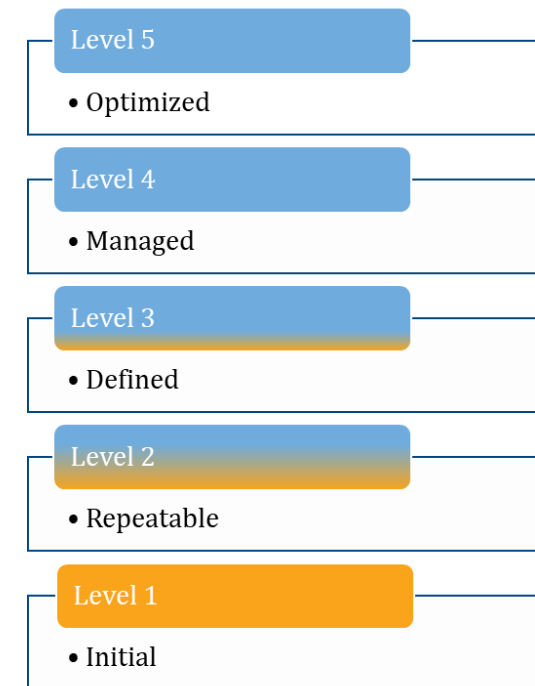 Level 5
• Optimized
Level 4
• Managed
Level 3
• Defined
Level 2
• Repeatable
Level 1
• Initial